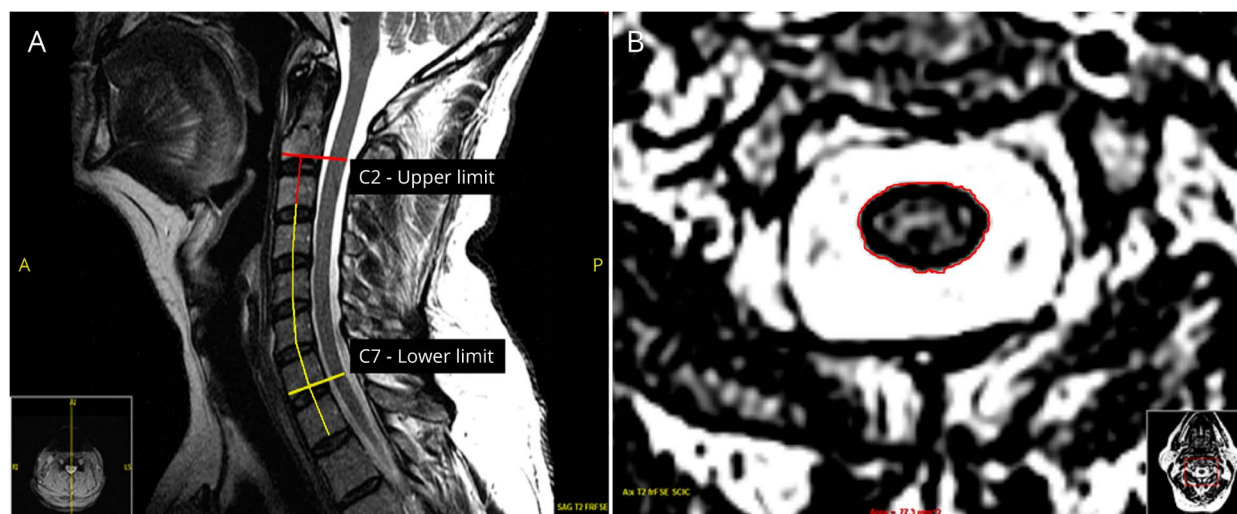 A
C2 - Upper limit
A
P
C7 - Lower limit
SAG T2 FRFSE
B
Ax T2 frFSE SCIC